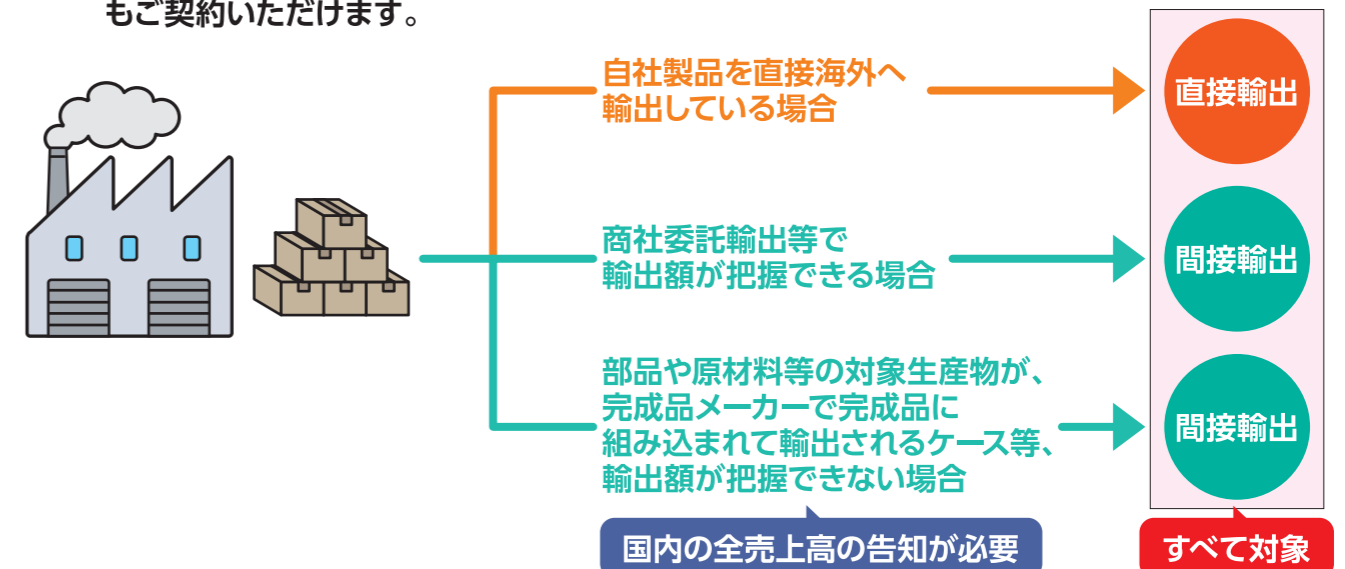 もご契約いただけます。
自社製品を直接海外へ
輸出している場合
直接輸出
商社委託輸出等で
輸出額が把握できる場合
間接輸出
部品や原材料等の対象生産物が、
完成品メーカーで完成品に
組み込まれて輸出されるケース等、
輸出額が把握できない場合
間接輸出
国内の全売上高の告知が必要
すべて対象